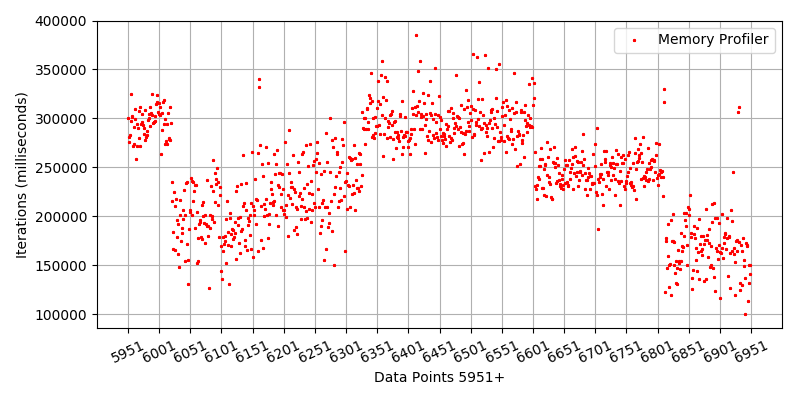 400000
Memory Profiler
350000
300000
250000
200000
150000
100000
Iterations (milliseconds)
5951 6001 6051 6101 6151 6201 6251 6301 6351 6401 6451 6501 6551 6601 6651 6701 6751 6801 6851 6901 6951
Data Points 5951+